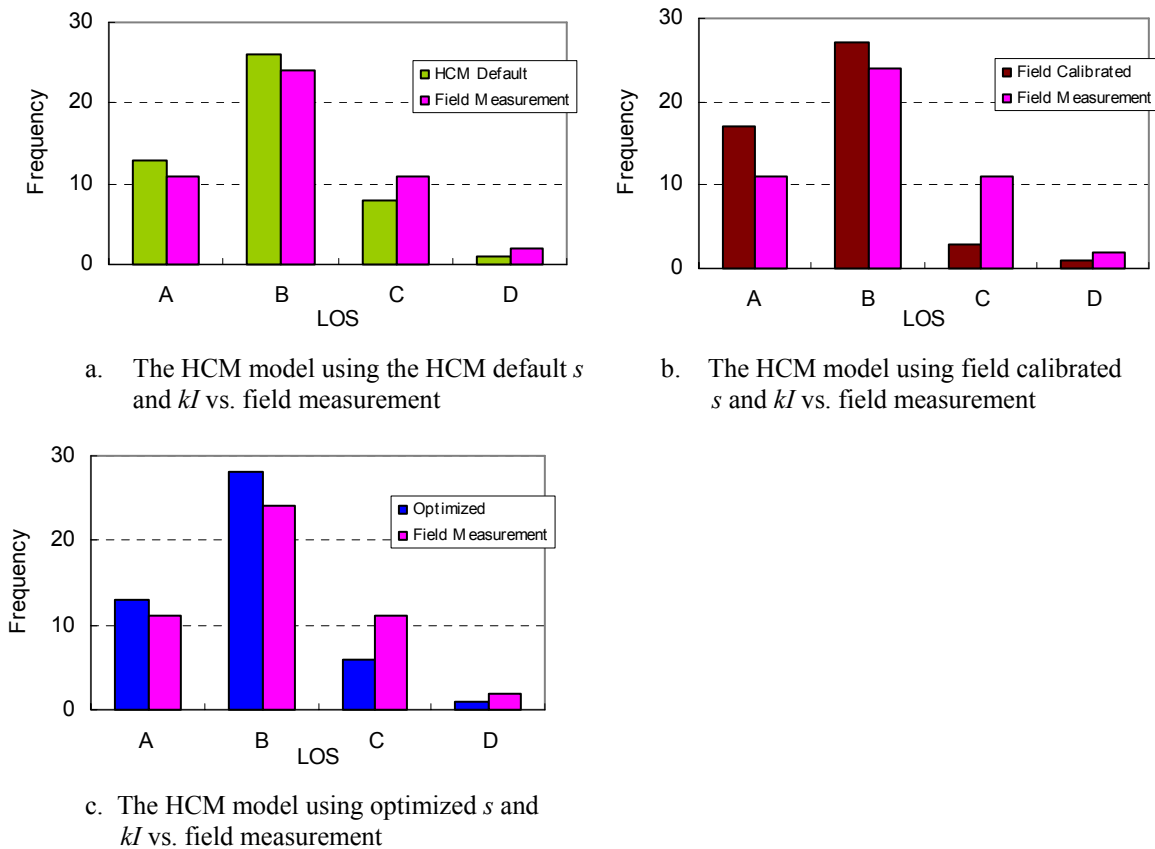 30
20
10
0
Frequency
HCM Default
Field Measurement
A B C D
LOS
a. The HCM model using the HCM default s
and kI vs. field measurement
30
20
10
0
Frequency
Field Calibrated
Field Measurement
A B C D
LOS
b. The HCM model using field calibrated
s and kI vs. field measurement
30
20
10
0
Frequency
Optimized
Field Measurement
A B C D
LOS
c. The HCM model using optimized s and
kI vs. field measurement